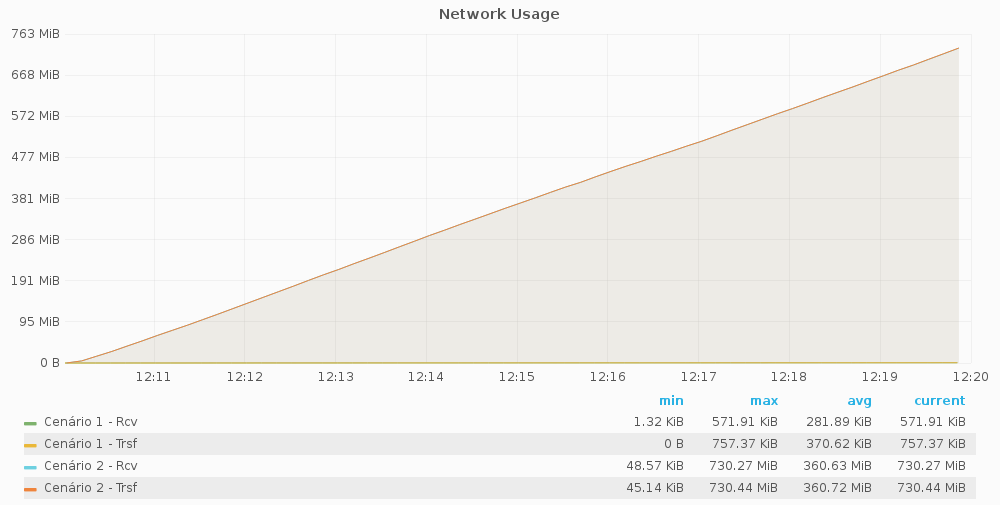 Network Usage
763 MiB
668 MiB
572 MiB
477 MiB
381 MiB
286 MiB
191 MiB
95 MiB
0 B
12:11 12:12 12:13 12:14 12:15 12:16 12:17 12:18 12:19 12:20
min max avg current
Cenário 1 - Rcv 1.32 KiB 571.91 KiB 281.89 KiB 571.91 KiB
Cenário 1 - Trsf 0 B 757.37 KiB 370.62 KiB 757.37 KiB
Cenário 2 - Rcv 48.57 KiB 730.27 MiB 360.63 MiB 730.27 MiB
Cenário 2 - Trsf 45.14 KiB 730.44 MiB 360.72 MiB 730.44 MiB